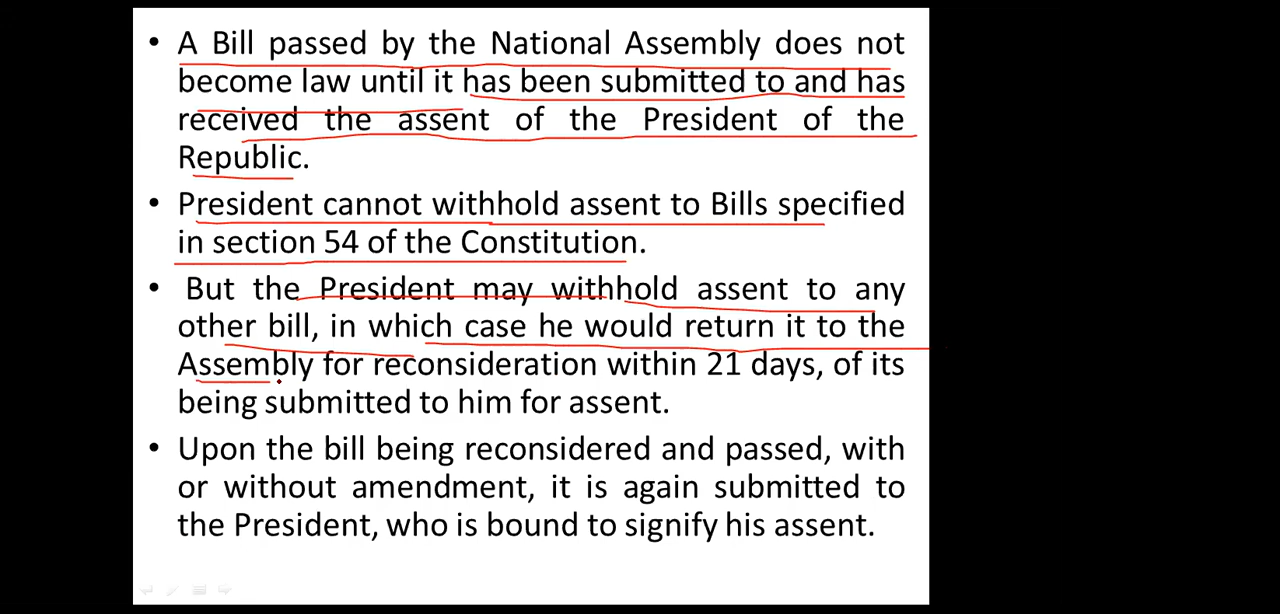 • A Bill passed by the National Assembly does not
become law until it has been submitted to and has
received the assent of the President of the
Republic.
• President cannot withhold assent to Bills specified
in section 54 of the Constitution.
• But the President may withhold assent to any
other bill, in which case he would return it to the
Assembly for reconsideration within 21 days, of its
being submitted to him for assent.
• Upon the bill being reconsidered and passed, with
or without amendment, it is again submitted to
the President, who is bound to signify his assent.